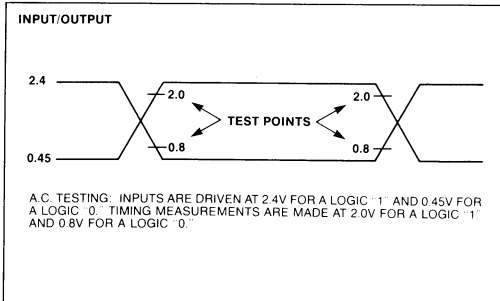 INPUT/OUTPUT
2.4
2.0
2.0
TEST POINTS
0.8
0.8
0.45
A.C. TESTING: INPUTS ARE DRIVEN AT 2.4V FOR A LOGIC "1" AND 0.45V FOR
A LOGIC "0." TIMING MEASUREMENTS ARE MADE AT 2.0V FOR A LOGIC "1"
AND 0.8V FOR A LOGIC "0."